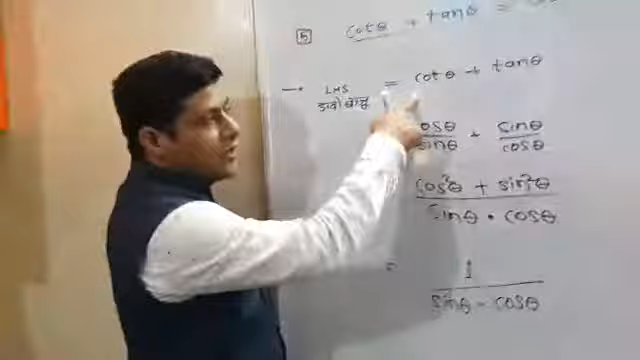 5 cotθ + tanθ =
→ LHS = cotθ + tanθ
डावी बाजू
cosθ/sinθ + sinθ/cosθ
cos²θ + sin²θ
sinθ · cosθ
= 1
sinθ - cosθ